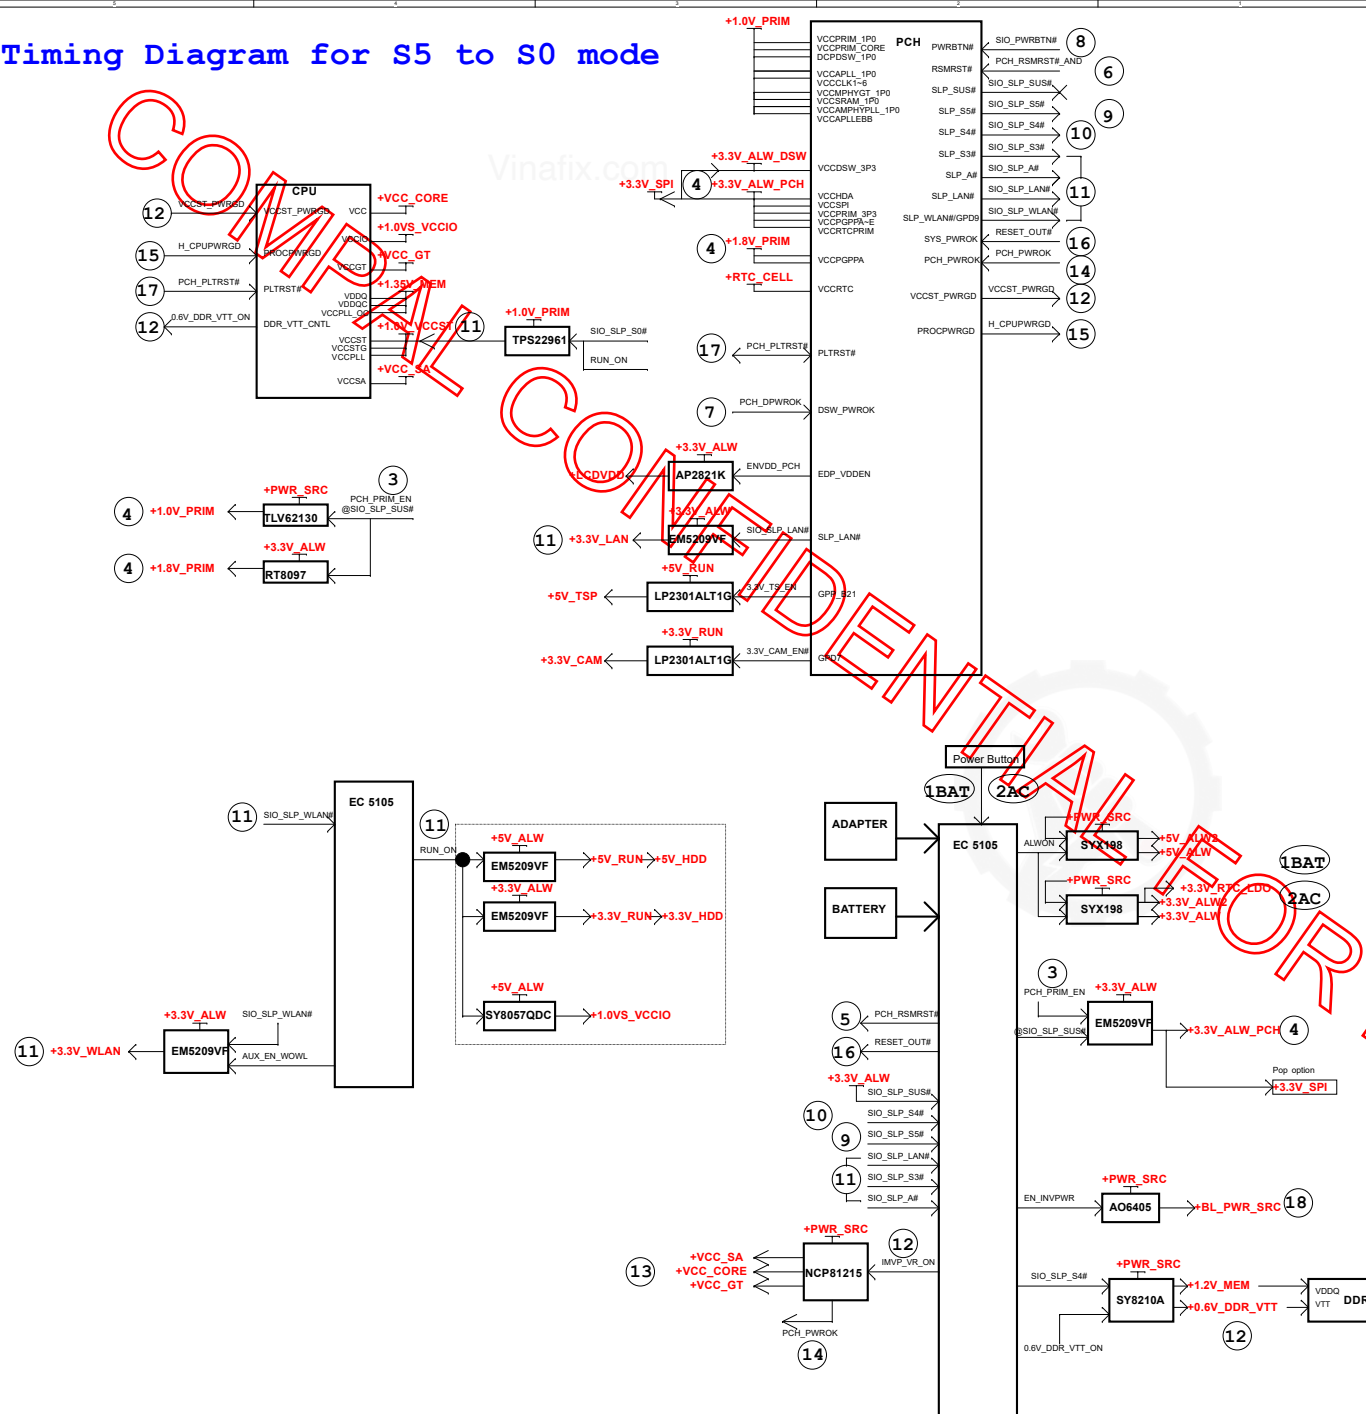 Timing Diagram for S5 to S0 mode
COMPAL CONFIDENTIAL FOR
Vinafix.com
CPU
12
VCCST_PWRGD
VCCST_PWRGD
VCC
+VCC_CORE
VCCIO
+1.0VS_VCCIO
15
H_CPUPWRGD
PROCPWRGD
VCCGT
+VCC_GT
17
PCH_PLTRST#
PLTRST#
+1.35V_MEM
VDDQ
VDDQC
VCCPLL_OC
12
0.6V_DDR_VTT_ON
DDR_VTT_CNTL
+1.0V_VCCST
11
VCCST
VCCSTG
VCCPLL
VCCSA
+VCC_SA
+1.0V_PRIM
TPS22961
SIO_SLP_S0#
RUN_ON
3
PCH_PRIM_EN
@SIO_SLP_SUS#
+PWR_SRC
TLV62130
4
+1.0V_PRIM
+3.3V_ALW
RT8097
4
+1.8V_PRIM
PCH
+1.0V_PRIM
VCCPRIM_1P0
VCCPRIM_CORE
DCPDSW_1P0
VCCAPLL_1P0
VCCCLK1~6
VCCMPHYGT_1P0
VCCSRAM_1P0
VCCAMPHYPLL_1P0
VCCAPLLEBB
+3.3V_ALW_DSW
VCCDSW_3P3
+3.3V_SPI
4
+3.3V_ALW_PCH
VCCHDA
VCCSPI
VCCPRIM_3P3
VCCPGPPA~E
VCCRTCPRIM
4
+1.8V_PRIM
VCCPGPPA
+RTC_CELL
VCCRTC
17
PCH_PLTRST#
PLTRST#
7
PCH_DPWROK
DSW_PWROK
PWRBTN#
SIO_PWRBTN#
8
RSMRST#
PCH_RSMRST#_AND
6
SLP_SUS#
SIO_SLP_SUS#
SLP_S5#
SIO_SLP_S5#
9
SLP_S4#
SIO_SLP_S4#
10
SLP_S3#
SIO_SLP_S3#
SLP_A#
SIO_SLP_A#
SLP_LAN#
SIO_SLP_LAN#
11
SLP_WLAN#/GPD9
SIO_SLP_WLAN#
SYS_PWROK
RESET_OUT#
16
PCH_PWROK
PCH_PWROK
14
VCCST_PWRGD
VCCST_PWRGD
12
PROCPWRGD
H_CPUPWRGD
15
+3.3V_ALW
+LCDVDD
AP2821K
ENVDD_PCH
EDP_VDDEN
+3.3V_ALW
11
+3.3V_LAN
EM5209VF
SIO_SLP_LAN#
SLP_LAN#
+5V_RUN
+5V_TSP
LP2301ALT1G
3.3V_TS_EN
GPP_B21
+3.3V_RUN
+3.3V_CAM
LP2301ALT1G
3.3V_CAM_EN#
GPD7
EC 5105
11
SIO_SLP_WLAN#
11
RUN_ON
+5V_ALW
EM5209VF
+5V_RUN
+5V_HDD
+3.3V_ALW
EM5209VF
+3.3V_RUN
+3.3V_HDD
+5V_ALW
SY8057QDC
+1.0VS_VCCIO
+3.3V_ALW
SIO_SLP_WLAN#
11
+3.3V_WLAN
EM5209VF
AUX_EN_WOWL
Power Button
1BAT
2AC
ADAPTER
BATTERY
EC 5105
ALWON
+PWR_SRC
SYX198
+5V_ALW2
+5V_ALW
1BAT
+PWR_SRC
SYX198
+3.3V_RTC_LDO
+3.3V_ALW2
+3.3V_ALW
2AC
3
PCH_PRIM_EN
+3.3V_ALW
EM5209VF
@SIO_SLP_SUS#
+3.3V_ALW_PCH
4
Pop option
+3.3V_SPI
5
PCH_RSMRST#
16
RESET_OUT#
+3.3V_ALW
SIO_SLP_SUS#
10
SIO_SLP_S4#
9
SIO_SLP_S5#
SIO_SLP_LAN#
11
SIO_SLP_S3#
SIO_SLP_A#
EN_INVPWR
+PWR_SRC
AO6405
+BL_PWR_SRC
18
+PWR_SRC
12
IMVP_VR_ON
NCP81215
13
+VCC_SA
+VCC_CORE
+VCC_GT
PCH_PWROK
14
+PWR_SRC
SIO_SLP_S4#
SY8210A
+1.2V_MEM
+0.6V_DDR_VTT
12
0.6V_DDR_VTT_ON
VDDQ
VTT
DDR